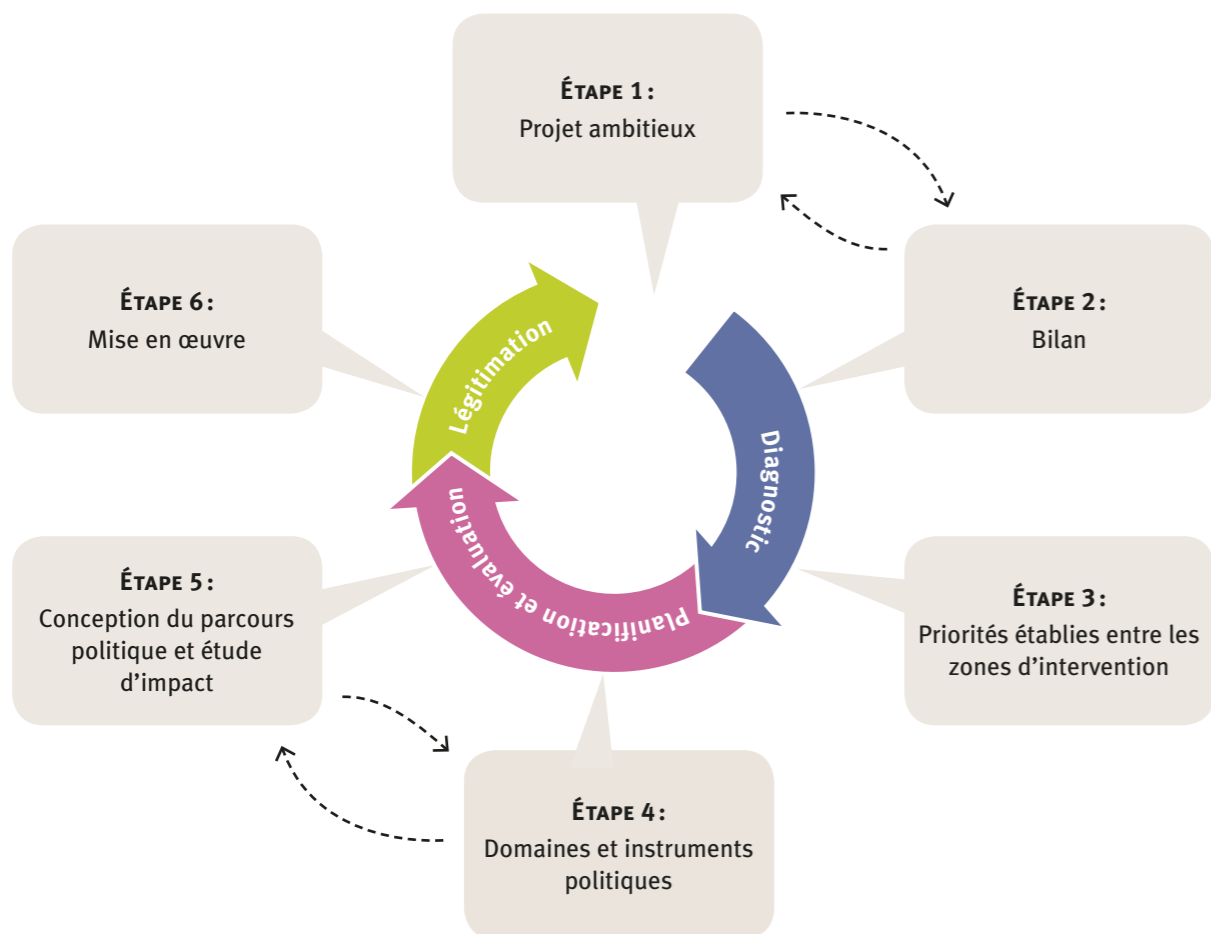 ÉTAPE 1 :
Projet ambitieux
ÉTAPE 2 :
Bilan
ÉTAPE 3 :
Priorités établies entre les
zones d’intervention
ÉTAPE 4 :
Domaines et instruments
politiques
ÉTAPE 5 :
Conception du parcours
politique et étude
d’impact
ÉTAPE 6 :
Mise en œuvre
Diagnostic
Planification et évaluation
Légitimation